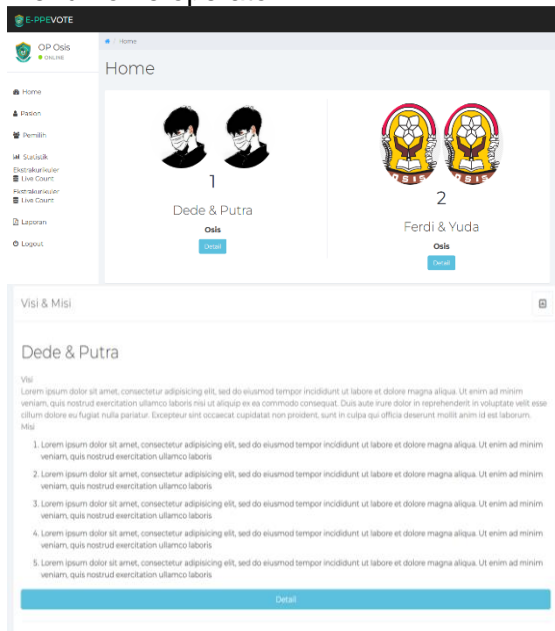 E-PPEVOTE
OP Osis
ONLINE
Home
Paslon
Pemilih
Statistik
Ekstrakurikuler
Live Count
Ekstrakurikuler
Live Count
Laporan
Logout
/ Home
Home
1
Dede & Putra
Osis
Detail
OSIS OSIS
2
Ferdi & Yuda
Osis
Detail
Visi & Misi
Dede & Putra
Visi
Lorem ipsum dolor sit amet, consectetur adipisicing elit, sed do eiusmod tempor incididunt ut labore et dolore magna aliqua. Ut enim ad minim
veniam, quis nostrud exercitation ullamco laboris nisi ut aliquip ex ea commodo consequat. Duis aute irure dolor in reprehenderit in voluptate velit esse
cillum dolore eu fugiat nulla pariatur. Excepteur sint occaecat cupidatat non proident, sunt in culpa qui officia deserunt mollit anim id est laborum.
Misi
1. Lorem ipsum dolor sit amet, consectetur adipisicing elit, sed do eiusmod tempor incididunt ut labore et dolore magna aliqua. Ut enim ad minim
veniam, quis nostrud exercitation ullamco laboris
2. Lorem ipsum dolor sit amet, consectetur adipisicing elit, sed do eiusmod tempor incididunt ut labore et dolore magna aliqua. Ut enim ad minim
veniam, quis nostrud exercitation ullamco laboris
3. Lorem ipsum dolor sit amet, consectetur adipisicing elit, sed do eiusmod tempor incididunt ut labore et dolore magna aliqua. Ut enim ad minim
veniam, quis nostrud exercitation ullamco laboris
4. Lorem ipsum dolor sit amet, consectetur adipisicing elit, sed do eiusmod tempor incididunt ut labore et dolore magna aliqua. Ut enim ad minim
veniam, quis nostrud exercitation ullamco laboris
5. Lorem ipsum dolor sit amet, consectetur adipisicing elit, sed do eiusmod tempor incididunt ut labore et dolore magna aliqua. Ut enim ad minim
veniam, quis nostrud exercitation ullamco laboris
Detail